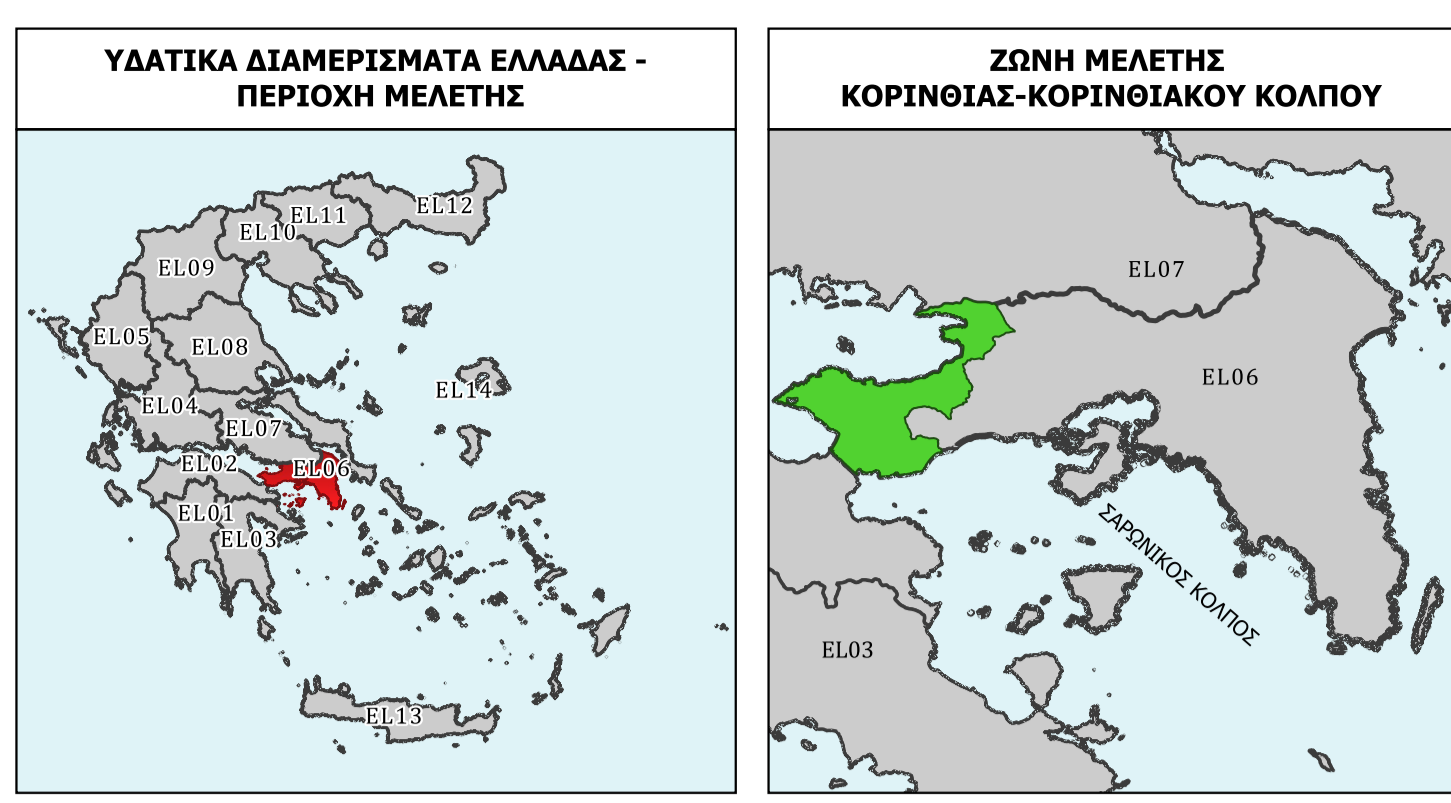 ΥΔΑΤΙΚΑ ΔΙΑΜΕΡΙΣΜΑΤΑ ΕΛΛΑΔΑΣ -
ΠΕΡΙΟΧΗ ΜΕΛΕΤΗΣ
EL12
EL11
EL10
EL09
EL05
EL08
EL14
EL04
EL07
EL02
EL06
EL01
EL03
EL13
ΖΩΝΗ ΜΕΛΕΤΗΣ
ΚΟΡΙΝΘΙΑΣ-ΚΟΡΙΝΘΙΑΚΟΥ ΚΟΛΠΟΥ
EL07
EL06
ΣΑΡΩΝΙΚΟΣ ΚΟΛΠΟΣ
EL03